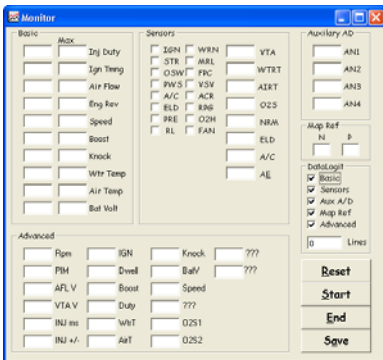 Monitor
Basic
Max
Inj Duty
Ign Tmng
Air Flow
Eng Rev
Speed
Boost
Knock
Wtr Temp
Air Temp
Bat Volt
Sensors
IGN WRN
STR MRL
OSW FPC
PWS VSV
A/C ACR
ELD RPG
PRE O2H
RL FAN
VTA
WTRT
AIRT
O2S
NRM
ELD
A/C
AE
Auxilary AD
AN1
AN2
AN3
AN4
Map Ref
N P
DataLogit
Basic
Sensors
Aux A/D
Map Ref
Advanced
0 Lines
Advanced
Rpm IGN Knock ???
PIM Dwell BatV ???
AFL V Boost Speed
VTA V Duty ???
INJ ms WtrT O2S1
INJ +/- AirT O2S2
Reset
Start
End
Save